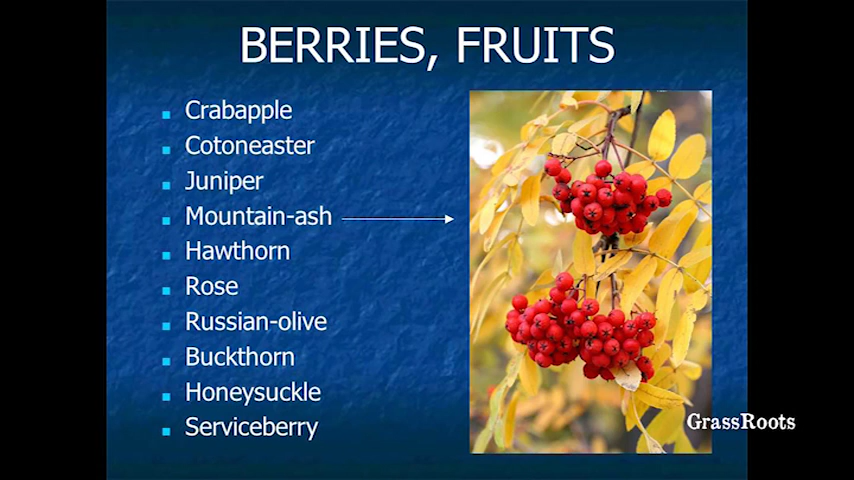 BERRIES, FRUITS
Crabapple
Cotoneaster
Juniper
Mountain-ash
Hawthorn
Rose
Russian-olive
Buckthorn
Honeysuckle
Serviceberry
GrassRoots